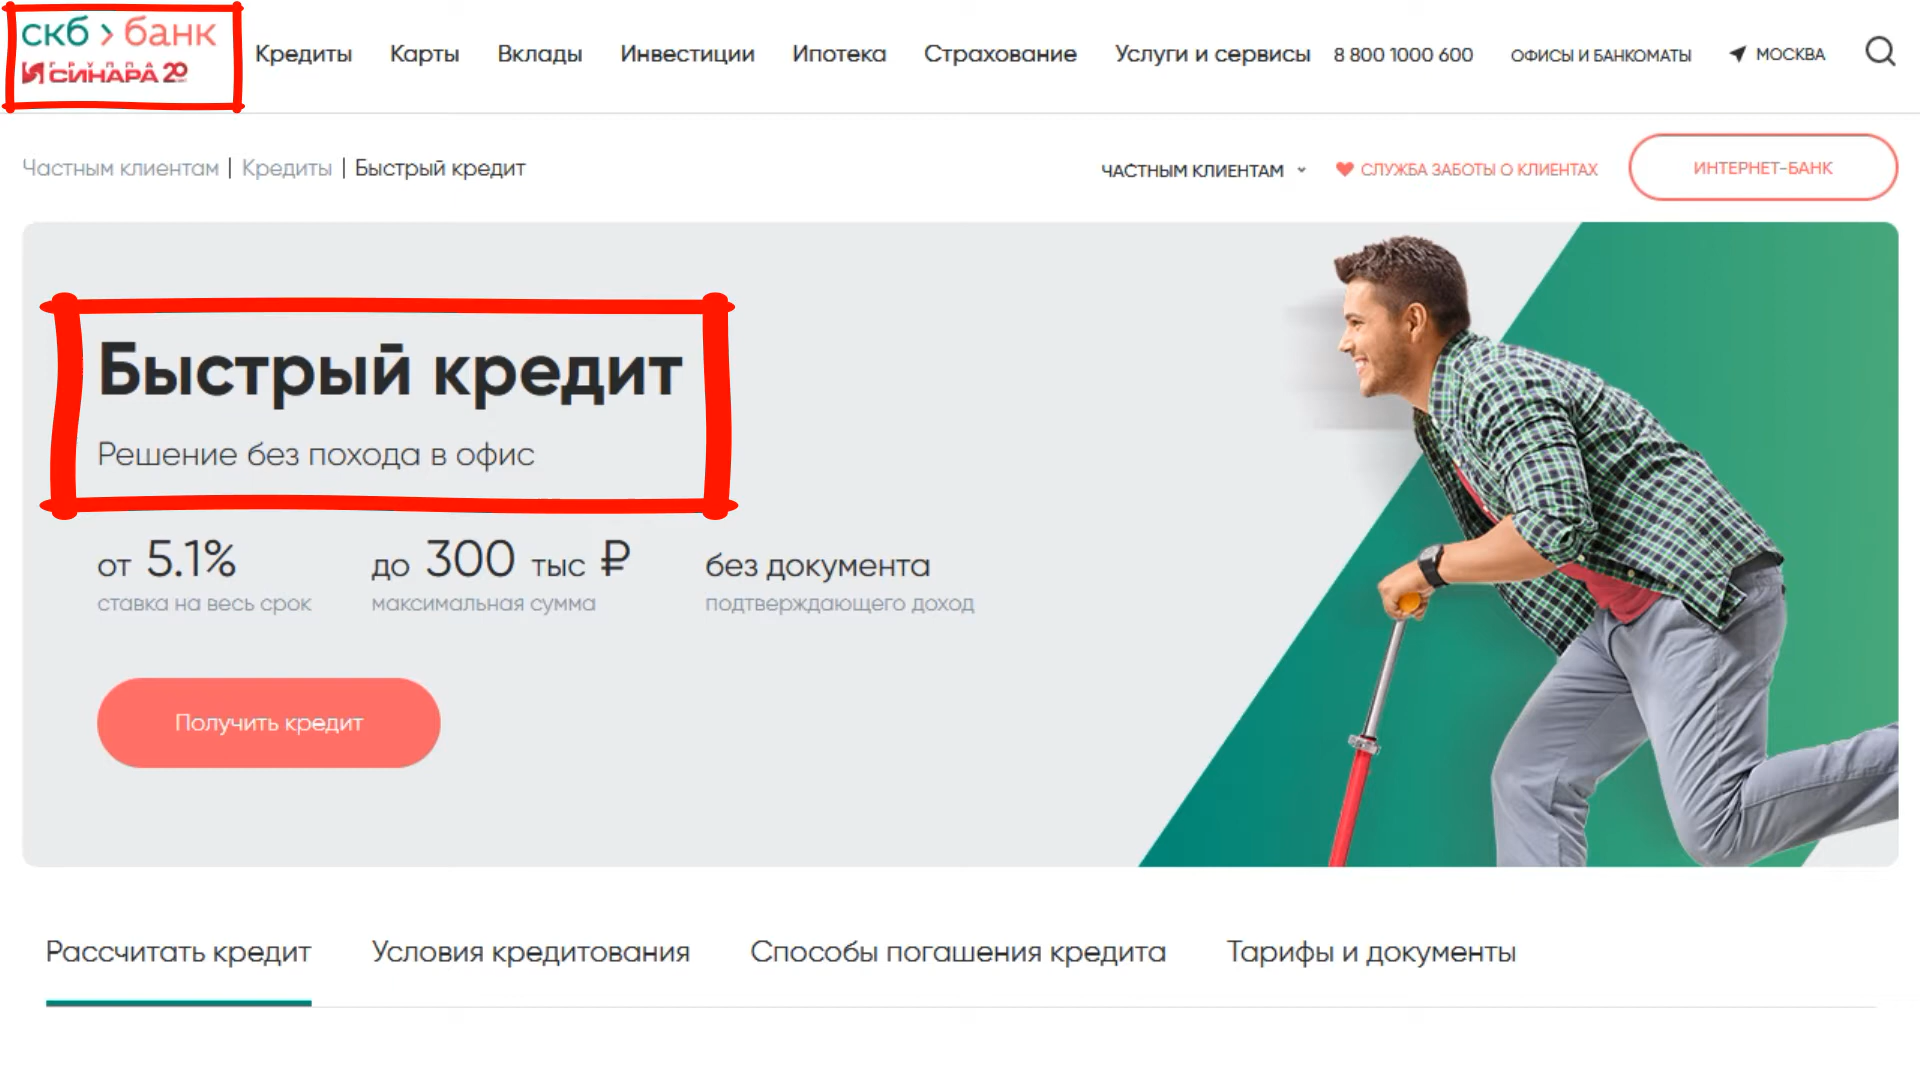 скб › банк
ГРУППА
СИНАРА 20
Кредиты Карты Вклады Инвестиции Ипотека Страхование Услуги и сервисы 8 800 1000 600 ОФИСЫ И БАНКОМАТЫ МОСКВА
Частным клиентам | Кредиты | Быстрый кредит
ЧАСТНЫМ КЛИЕНТАМ СЛУЖБА ЗАБОТЫ О КЛИЕНТАХ ИНТЕРНЕТ-БАНК
Быстрый кредит
Решение без похода в офис
от 5.1% до 300 тыс ₽ без документа
ставка на весь срок максимальная сумма подтверждающего доход
Получить кредит
Рассчитать кредит Условия кредитования Способы погашения кредита Тарифы и документы